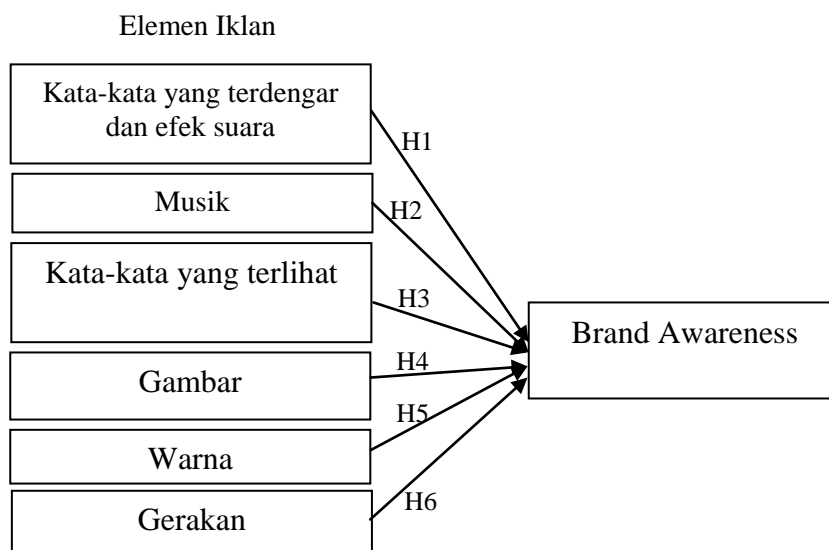 Elemen Iklan
Kata-kata yang terdengar
dan efek suara
H1
Musik
H2
Kata-kata yang terlihat
H3
Brand Awareness
Gambar
H4
H5
Warna
Gerakan
H6